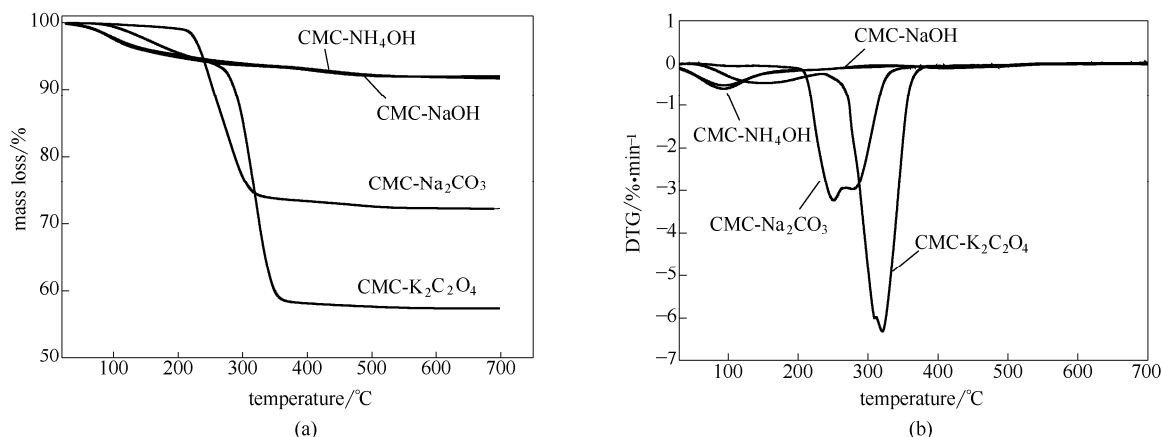 100
90
80
70
60
50
mass loss/%
CMC-NH₄OH
CMC-NaOH
CMC-Na₂CO₃
CMC-K₂C₂O₄
100 200 300 400 500 600 700
temperature/℃
(a)
1
0
−1
−2
−3
−4
−5
−6
−7
DTG/%•min⁻¹
CMC-NaOH
CMC-NH₄OH
CMC-Na₂CO₃
CMC-K₂C₂O₄
100 200 300 400 500 600 700
temperature/℃
(b)